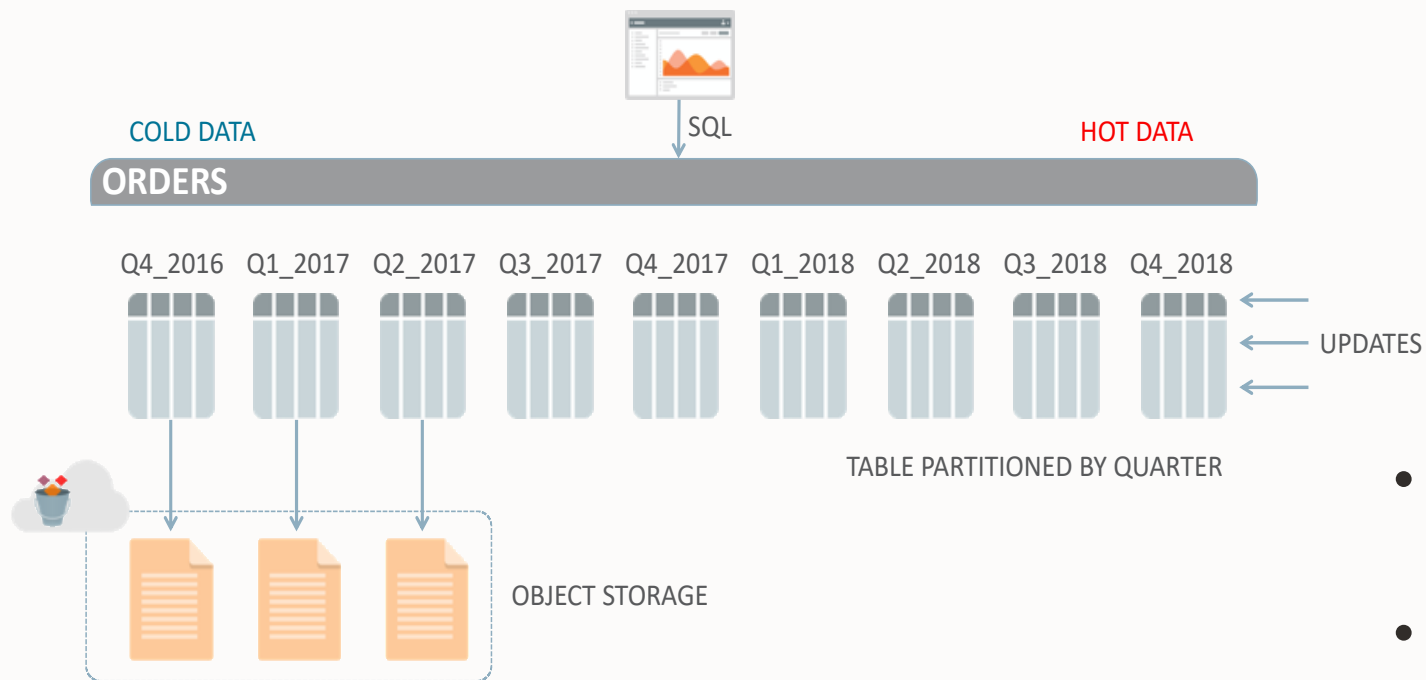 SQL
COLD DATA
HOT DATA
ORDERS
Q4_2016 Q1_2017 Q2_2017 Q3_2017 Q4_2017 Q1_2018 Q2_2018 Q3_2018 Q4_2018
UPDATES
TABLE PARTITIONED BY QUARTER
OBJECT STORAGE